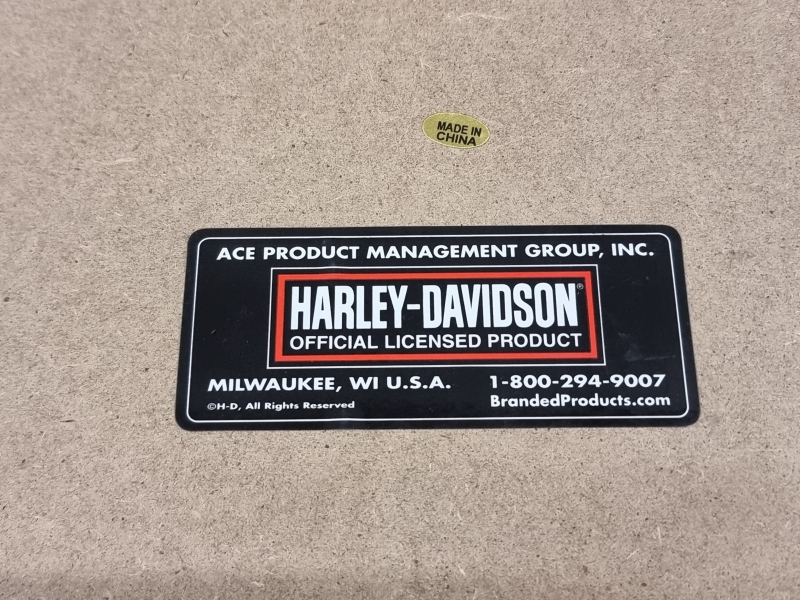 MADE IN
CHINA
ACE PRODUCT MANAGEMENT GROUP, INC.
HARLEY-DAVIDSON®
OFFICIAL LICENSED PRODUCT
MILWAUKEE, WI U.S.A. 1-800-294-9007
©H-D, All Rights Reserved BrandedProducts.com